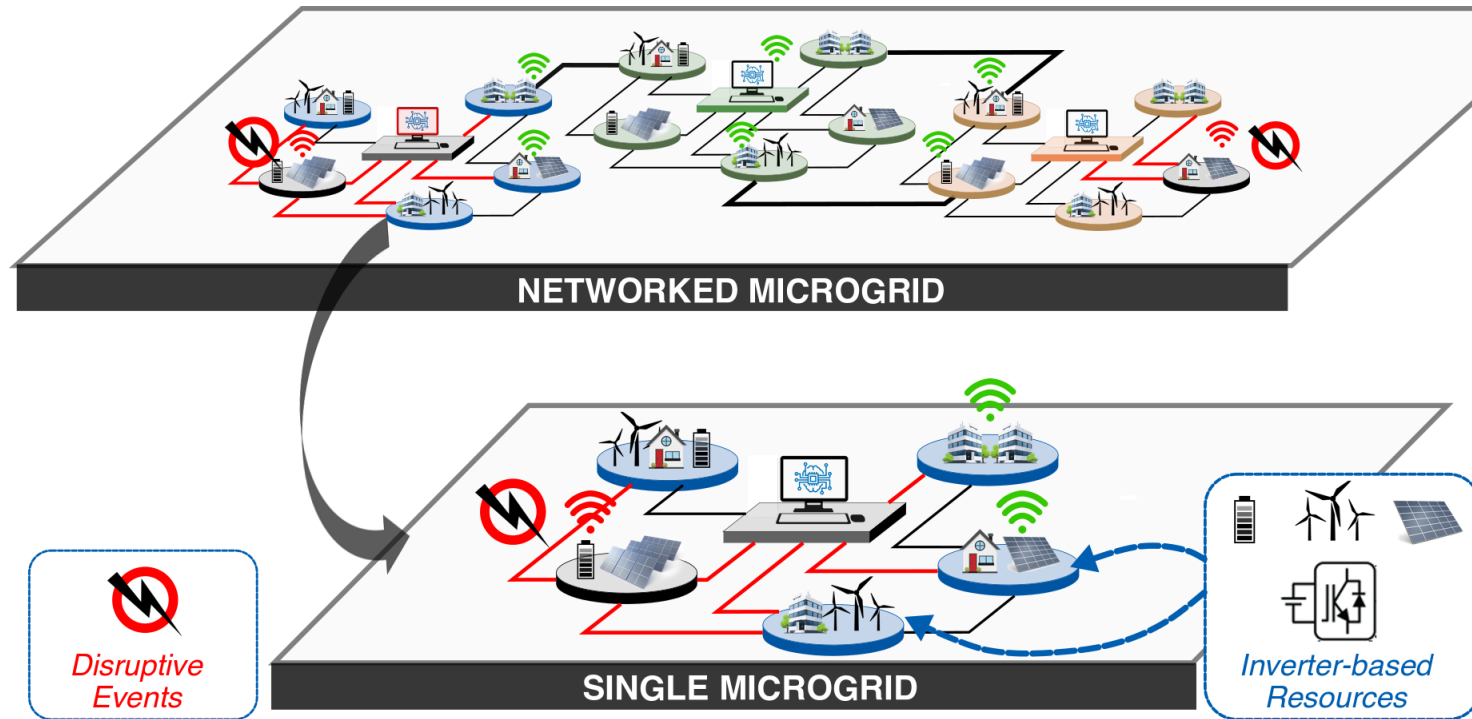 NETWORKED MICROGRID
Disruptive
Events
SINGLE MICROGRID
Inverter-based
Resources